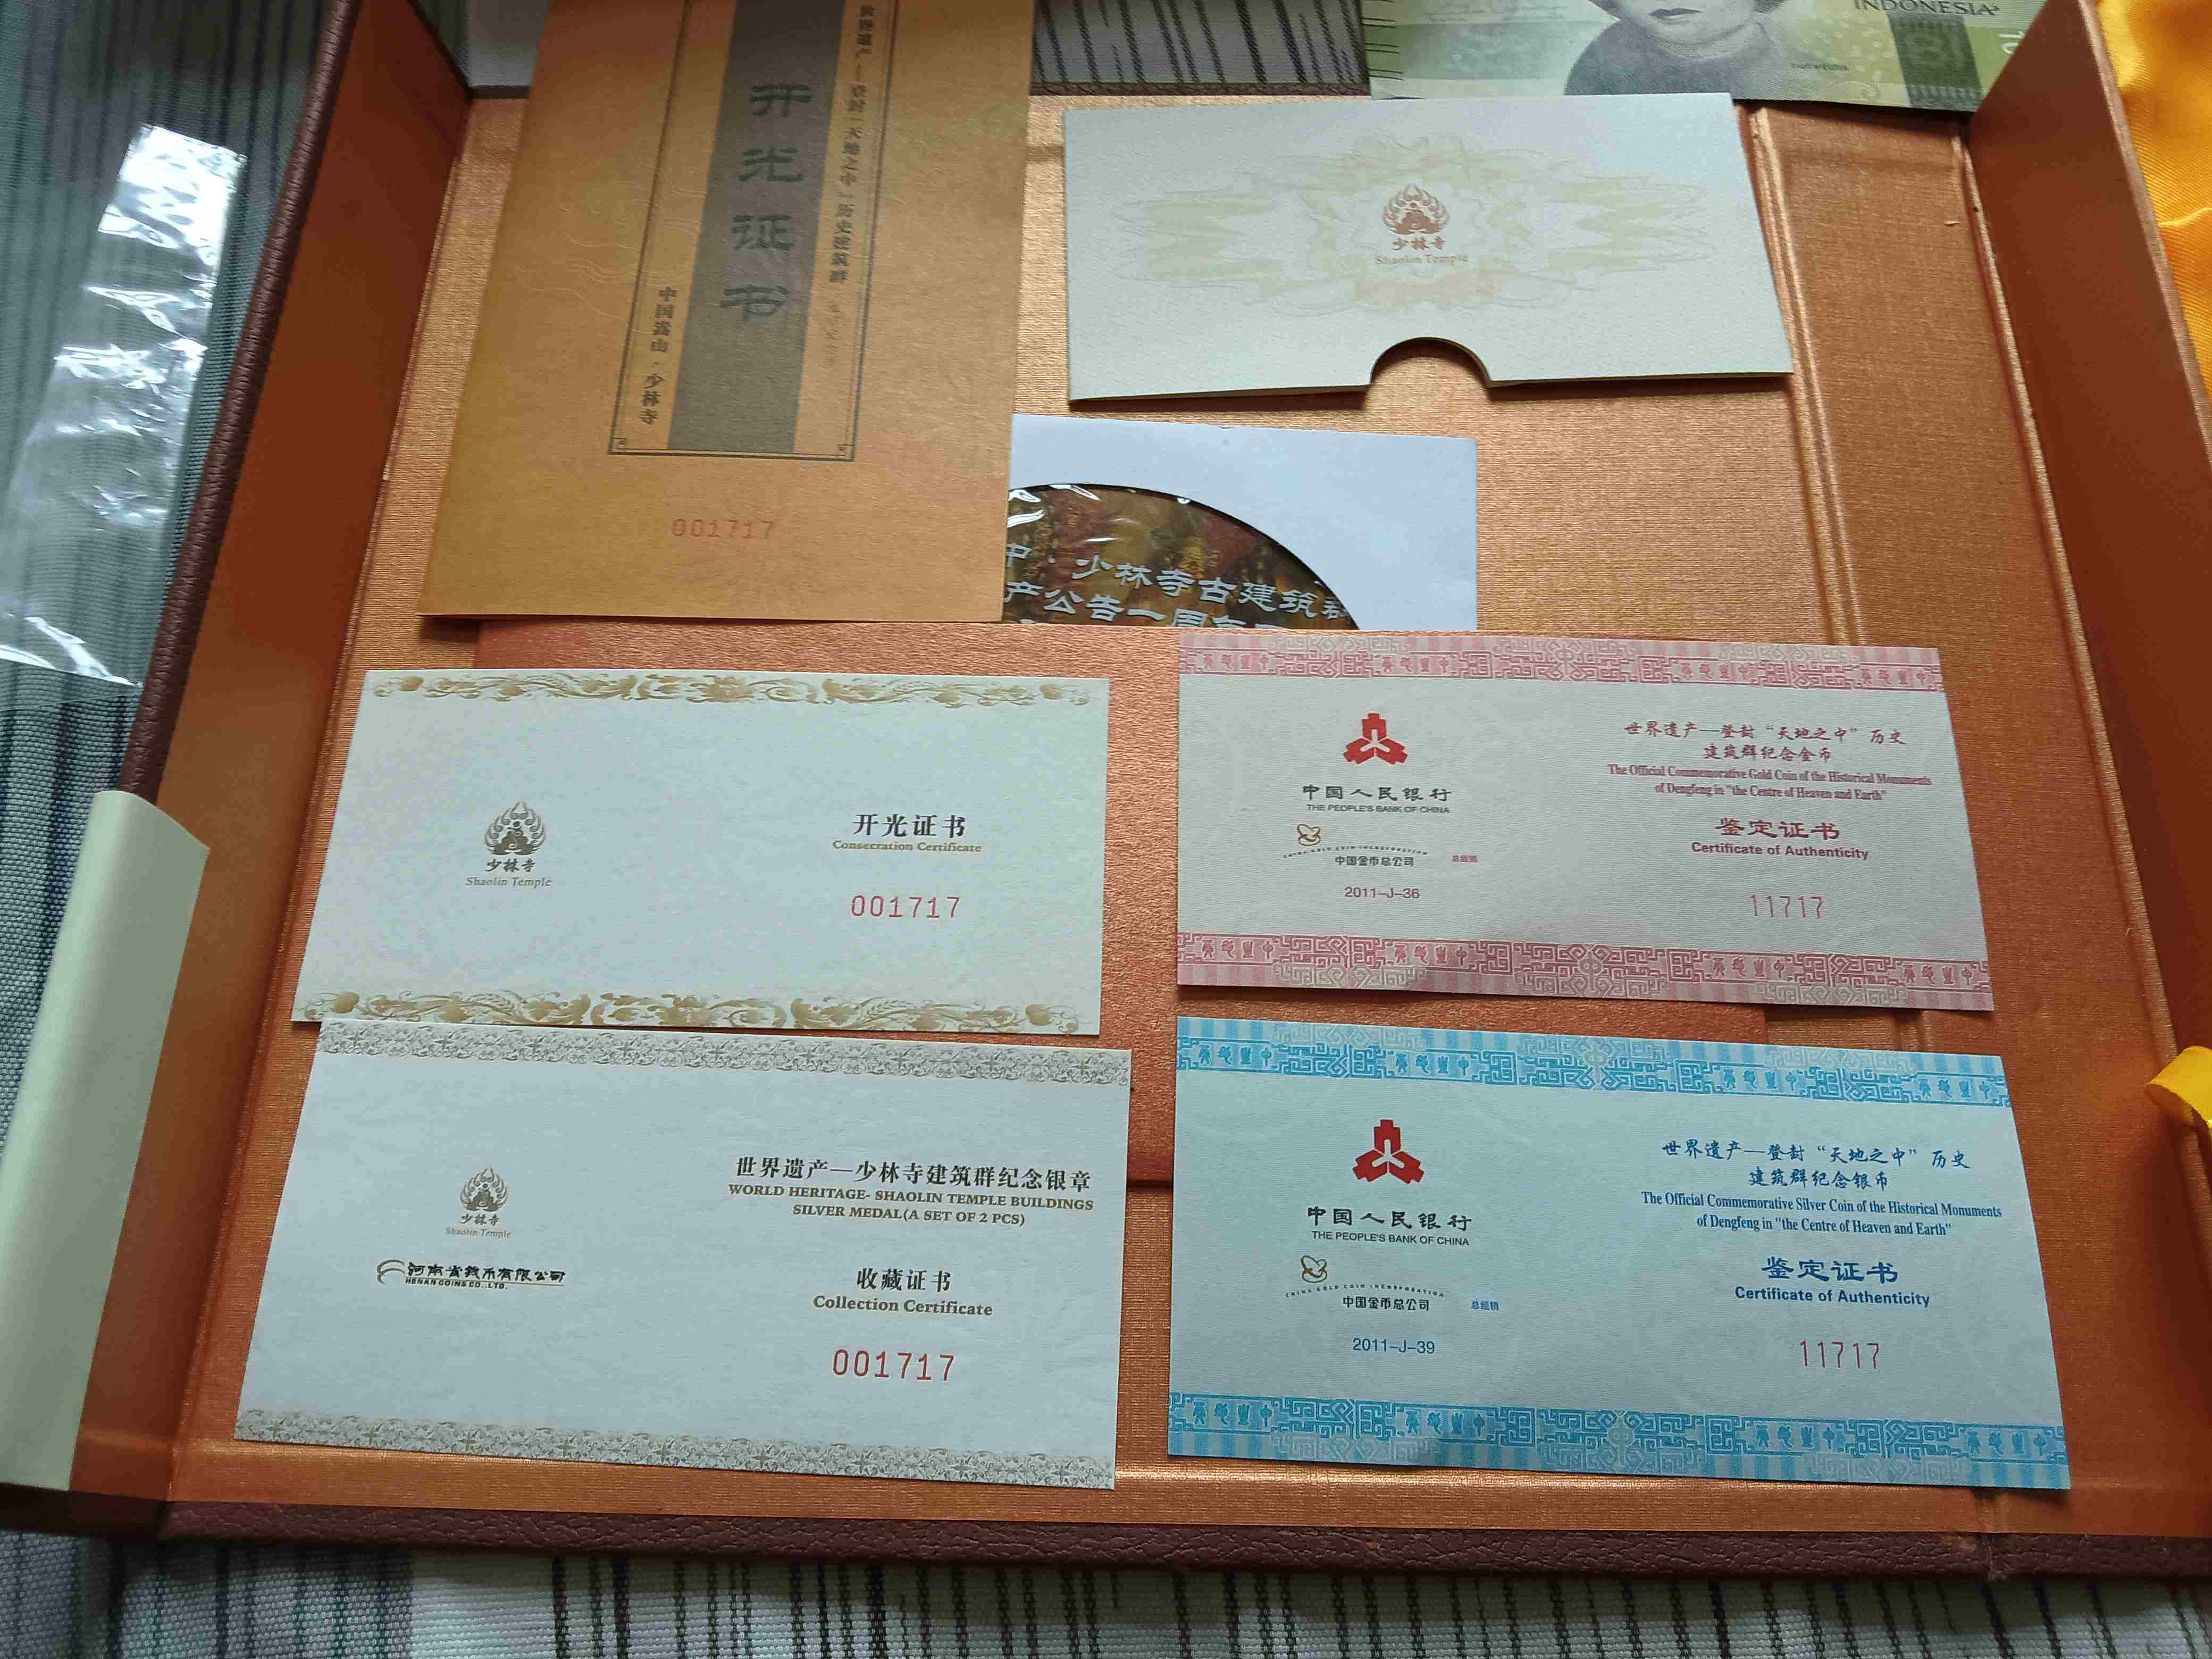 世界遗产—登封“天地之中”历史建筑群
开光证书
中国嵩山·少林寺
001717
INDONESIA
少林寺
Shaolin Temple
中·少林寺古建筑群
产公告一周年
少林寺
Shaolin Temple
开光证书
Consecration Certificate
001717
中国人民银行
THE PEOPLE'S BANK OF CHINA
CHINA GOLD COIN INCORPORATION
中国金币总公司
总经销
2011-J-36
世界遗产—登封“天地之中”历史
建筑群纪念金币
The Official Commemorative Gold Coin of the Historical Monuments
of Dengfeng in "the Centre of Heaven and Earth"
鉴定证书
Certificate of Authenticity
11717
少林寺
Shaolin Temple
河南省钱币有限公司
HENAN COINS CO.,LTD.
世界遗产—少林寺建筑群纪念银章
WORLD HERITAGE- SHAOLIN TEMPLE BUILDINGS
SILVER MEDAL(A SET OF 2 PCS)
收藏证书
Collection Certificate
001717
中国人民银行
THE PEOPLE'S BANK OF CHINA
CHINA GOLD COIN INCORPORATION
中国金币总公司
总经销
2011-J-39
世界遗产—登封“天地之中”历史
建筑群纪念银币
The Official Commemorative Silver Coin of the Historical Monuments
of Dengfeng in "the Centre of Heaven and Earth"
鉴定证书
Certificate of Authenticity
11717